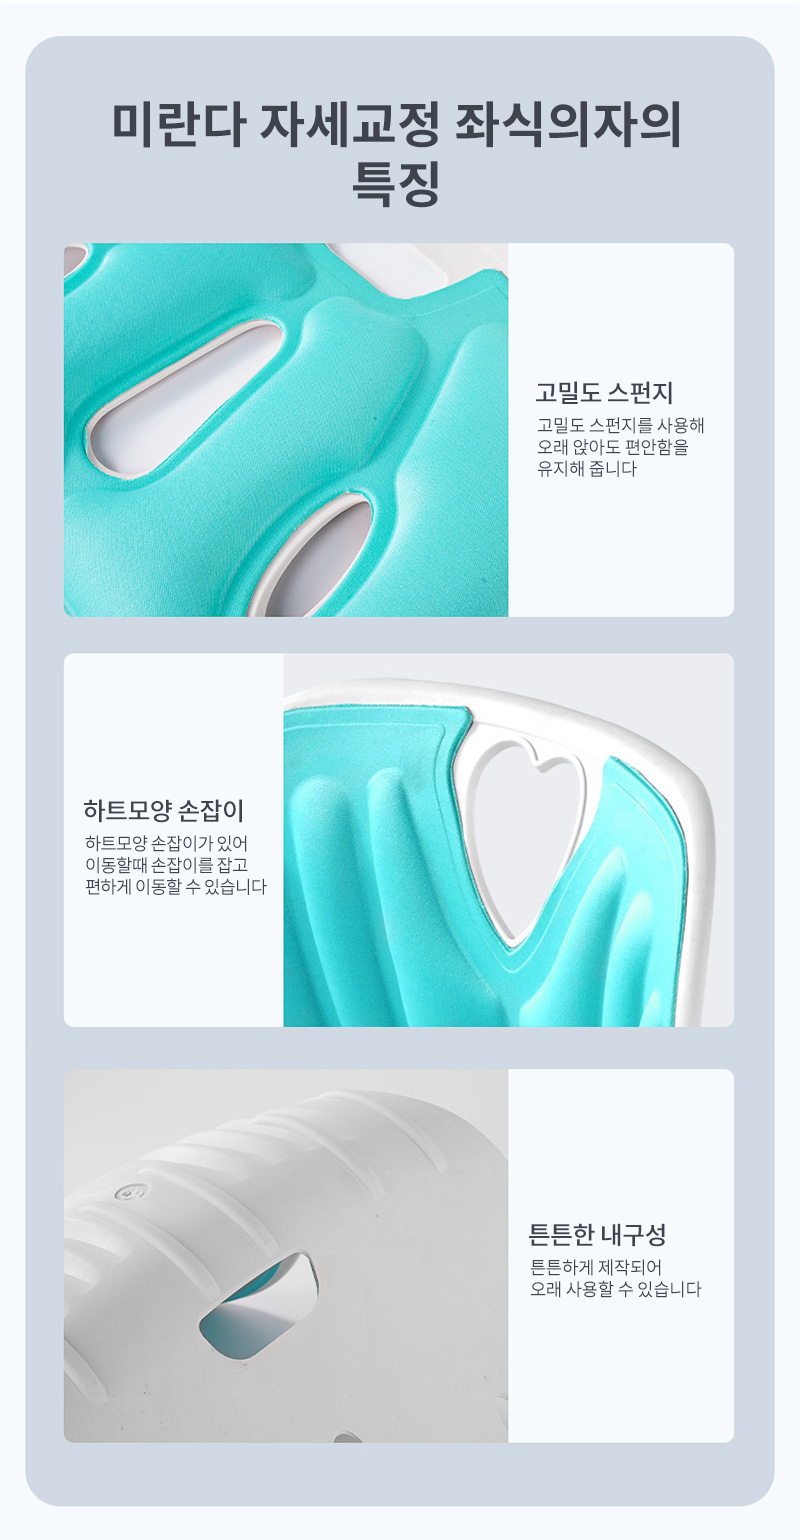 미란다 자세교정 좌식의자의
특징
고밀도 스펀지
고밀도 스펀지를 사용해
오래 앉아도 편안함을
유지해 줍니다
하트모양 손잡이
하트모양 손잡이가 있어
이동할때 손잡이를 잡고
편하게 이동할 수 있습니다
튼튼한 내구성
튼튼하게 제작되어
오래 사용할 수 있습니다